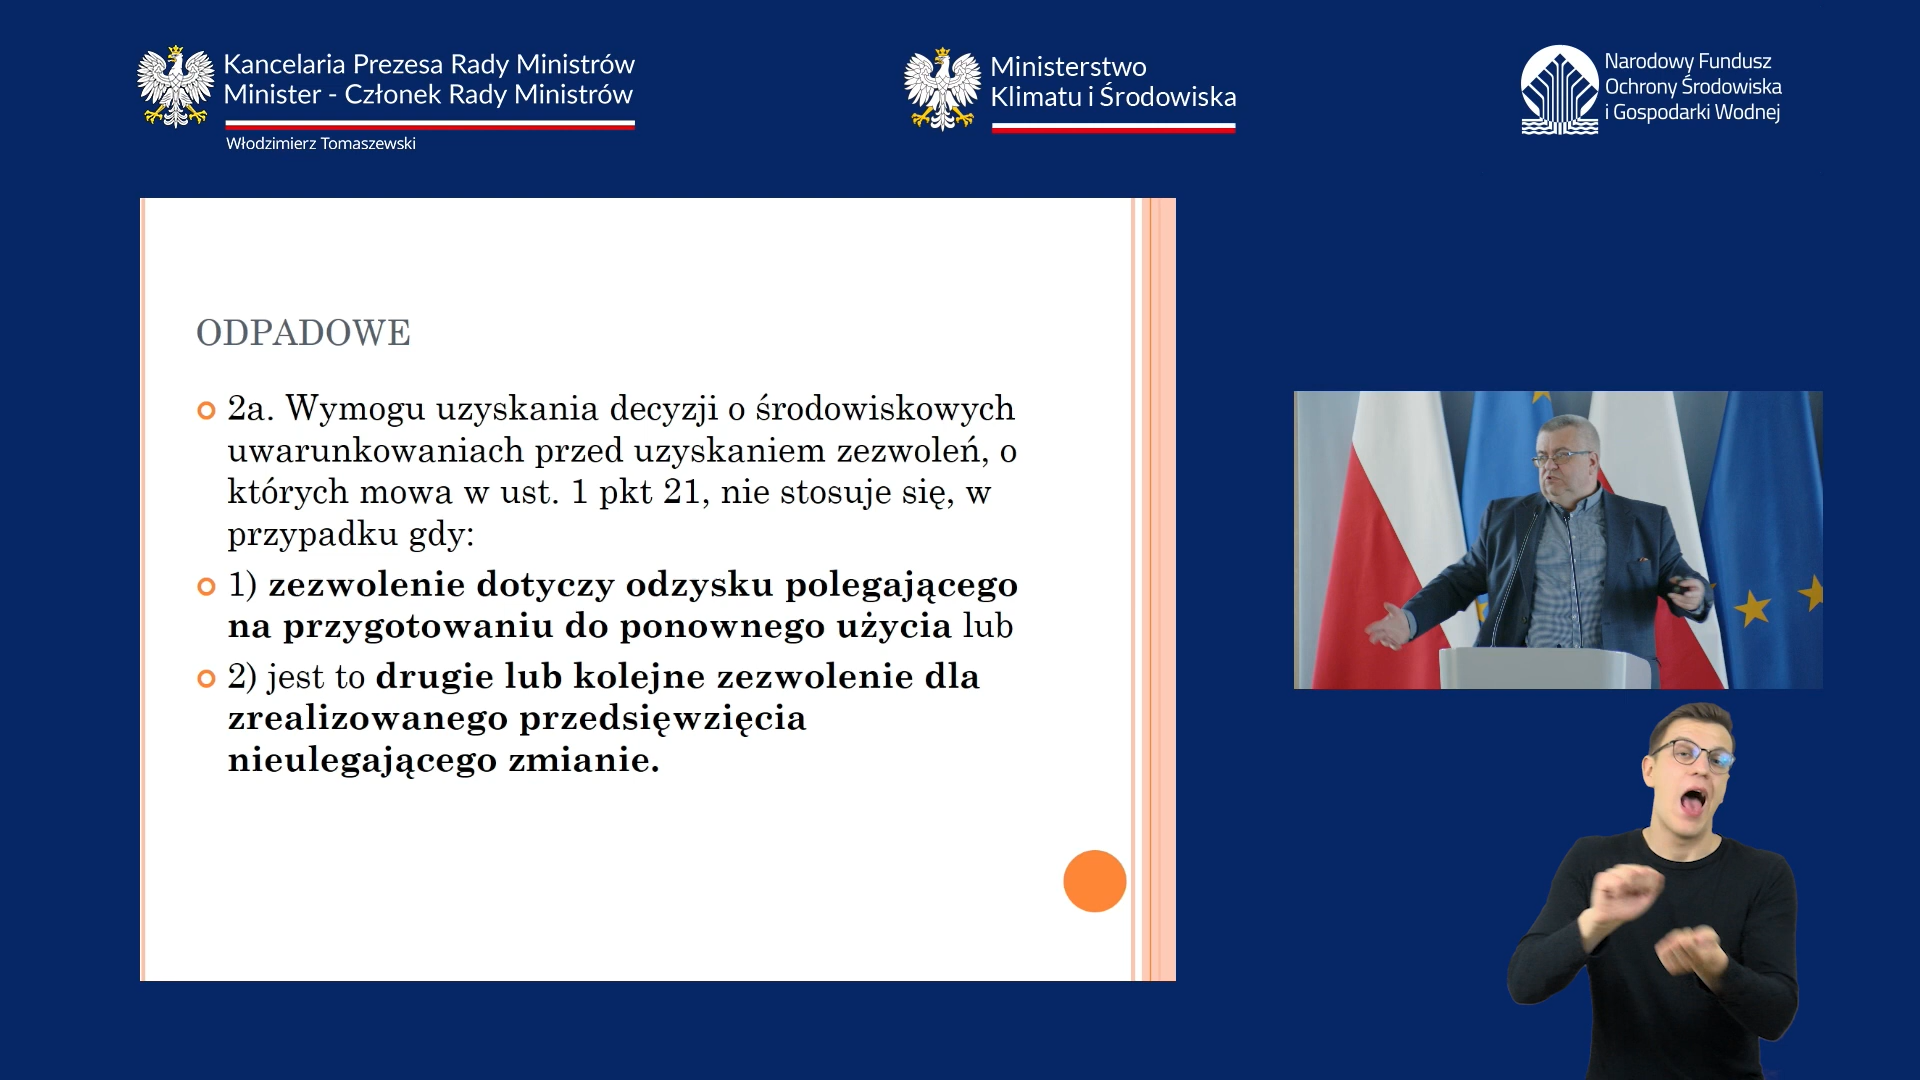 Kancelaria Prezesa Rady Ministrów
Minister - Członek Rady Ministrów
Włodzimierz Tomaszewski
Ministerstwo
Klimatu i Środowiska
Narodowy Fundusz
Ochrony Środowiska
i Gospodarki Wodnej
ODPADOWE
2a. Wymogu uzyskania decyzji o środowiskowych
uwarunkowaniach przed uzyskaniem zezwoleń, o
których mowa w ust. 1 pkt 21, nie stosuje się, w
przypadku gdy:
1) zezwolenie dotyczy odzysku polegającego
na przygotowaniu do ponownego użycia lub
2) jest to drugie lub kolejne zezwolenie dla
zrealizowanego przedsięwzięcia
nieulegającego zmianie.